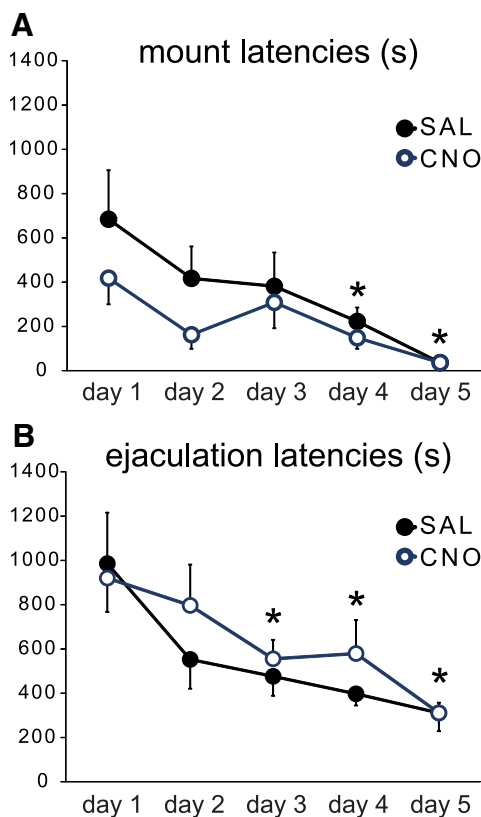 A
mount latencies (s)
1400
1200
1000
800
600
400
200
0
SAL
CNO
*
*
day 1 day 2 day 3 day 4 day 5
B
ejaculation latencies (s)
1400
1200
1000
800
600
400
200
0
SAL
CNO
*
*
*
day 1 day 2 day 3 day 4 day 5